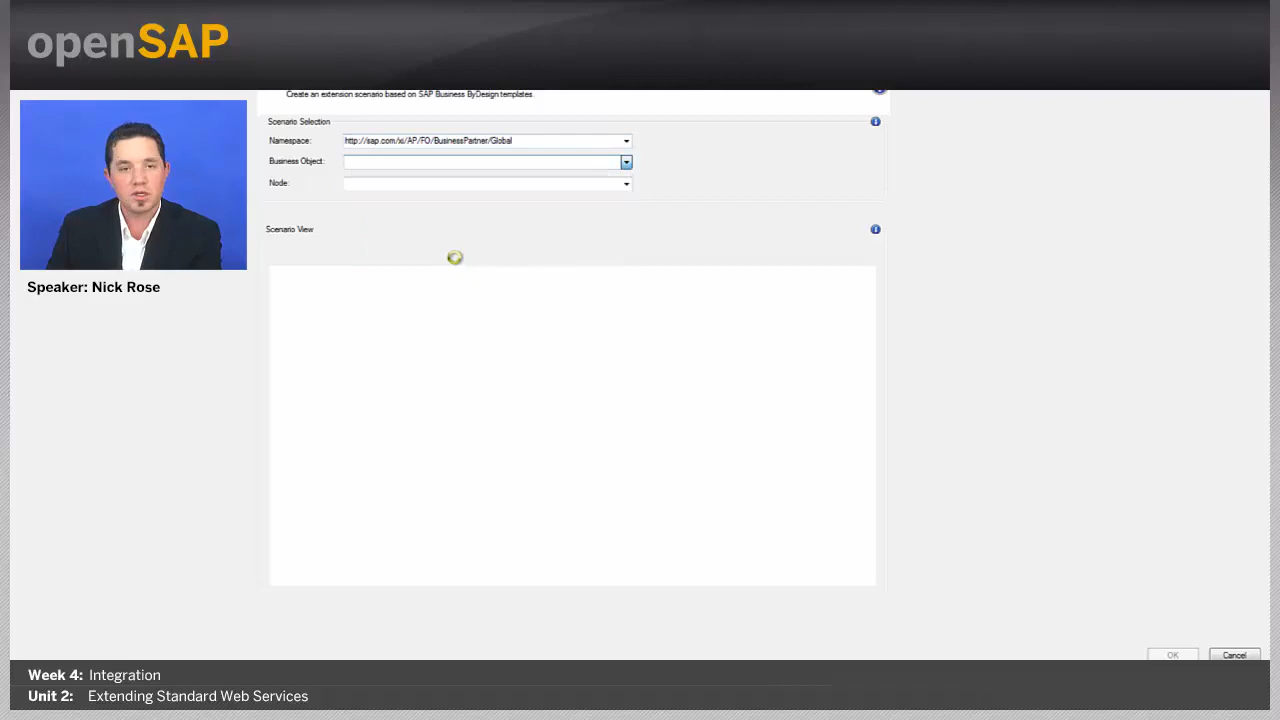 openSAP
Create an extension scenario based on SAP Business ByDesign templates.
Scenario Selection
Namespace: http://sap.com/xi/AP/FO/BusinessPartner/Global
Business Object:
Node:
Scenario View
Speaker: Nick Rose
OK Cancel
Week 4: Integration
Unit 2: Extending Standard Web Services